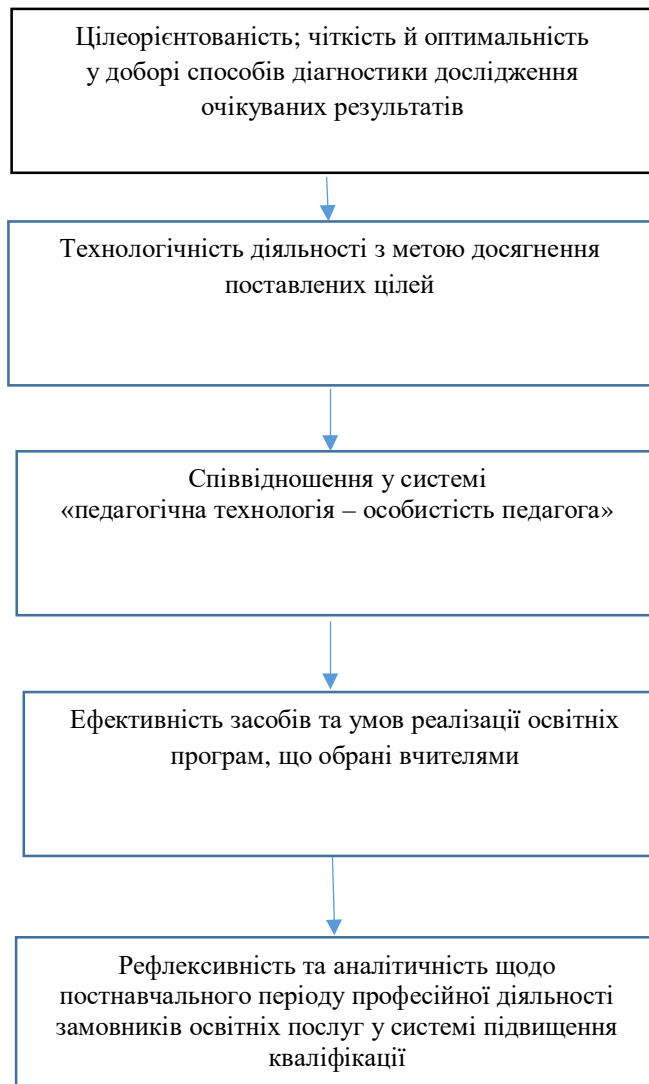 Цілеорієнтованість; чіткість й оптимальність
у доборі способів діагностики дослідження
очікуваних результатів
Технологічність діяльності з метою досягнення
поставлених цілей
Співвідношення у системі
«педагогічна технологія – особистість педагога»
Ефективність засобів та умов реалізації освітніх
програм, що обрані вчителями
Рефлексивність та аналітичність щодо
постнавчального періоду професійної діяльності
замовників освітніх послуг у системі підвищення
кваліфікації